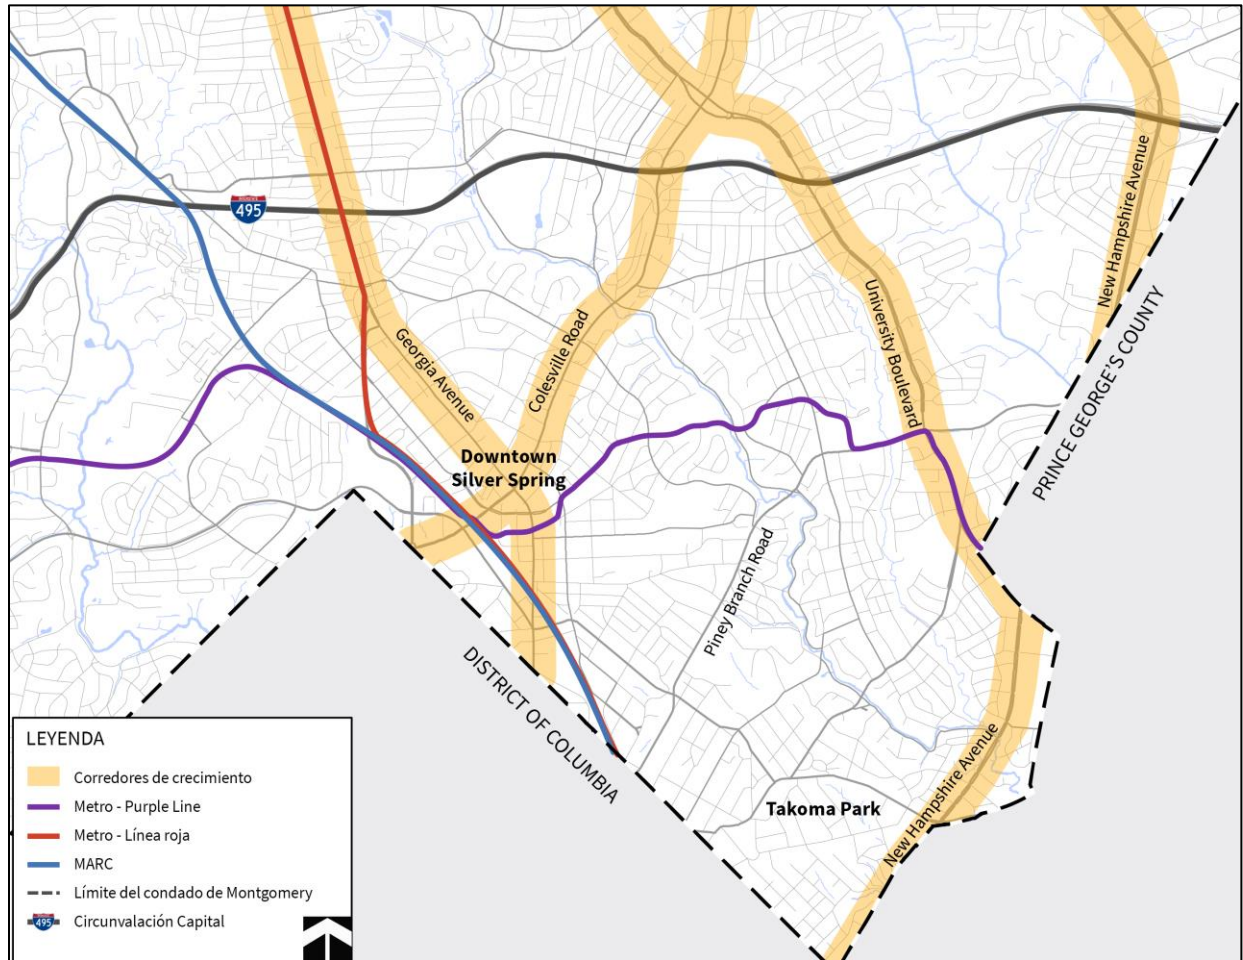 495
New Hampshire Avenue
Georgia Avenue
Colesville Road
University Boulevard
PRINCE GEORGE'S COUNTY
Downtown
Silver Spring
Piney Branch Road
DISTRICT OF COLUMBIA
New Hampshire Avenue
Takoma Park
LEYENDA
Corredores de crecimiento
Metro - Purple Line
Metro - Línea roja
MARC
Límite del condado de Montgomery
495
Circunvalación Capital